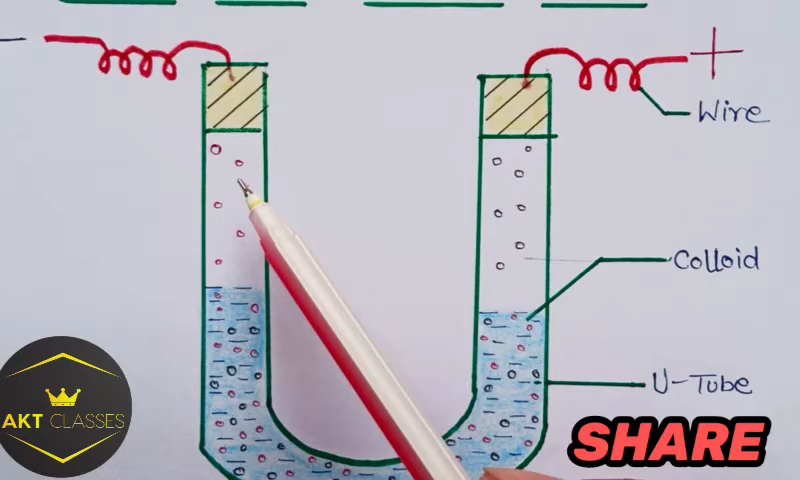 −
+
Wire
Colloid
U-Tube
AKT CLASSES
SHARE